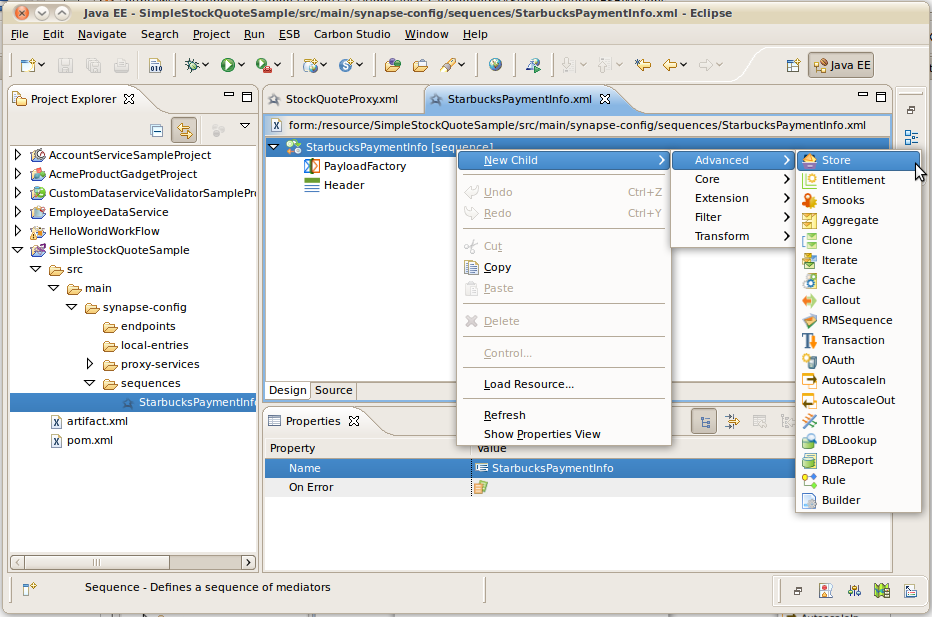 Java EE - SimpleStockQuoteSample/src/main/synapse-config/sequences/StarbucksPaymentInfo.xml - Eclipse
File Edit Navigate Search Project Run ESB Carbon Studio Window Help
Java EE
Project Explorer
AccountServiceSampleProject
AcmeProductGadgetProject
CustomDataserviceValidatorSamplePr
EmployeeDataService
HelloWorldWorkFlow
SimpleStockQuoteSample
src
main
synapse-config
endpoints
local-entries
proxy-services
sequences
StarbucksPaymentInfo
artifact.xml
pom.xml
StockQuoteProxy.xml
StarbucksPaymentInfo.xml
form:/resource/SimpleStockQuoteSample/src/main/synapse-config/sequences/StarbucksPaymentInfo.xml
StarbucksPaymentInfo [sequence]
PayloadFactory
Header
Design Source
New Child
Undo Ctrl+Z
Redo Ctrl+Y
Cut
Copy
Paste
Delete
Control...
Load Resource...
Refresh
Show Properties View
Advanced
Core
Extension
Filter
Transform
Store
Entitlement
Smooks
Aggregate
Clone
Iterate
Cache
Callout
RMSequence
Transaction
OAuth
AutoscaleIn
AutoscaleOut
Throttle
DBLookup
DBReport
Rule
Builder
Properties
Property Value
Name StarbucksPaymentInfo
On Error
Sequence - Defines a sequence of mediators